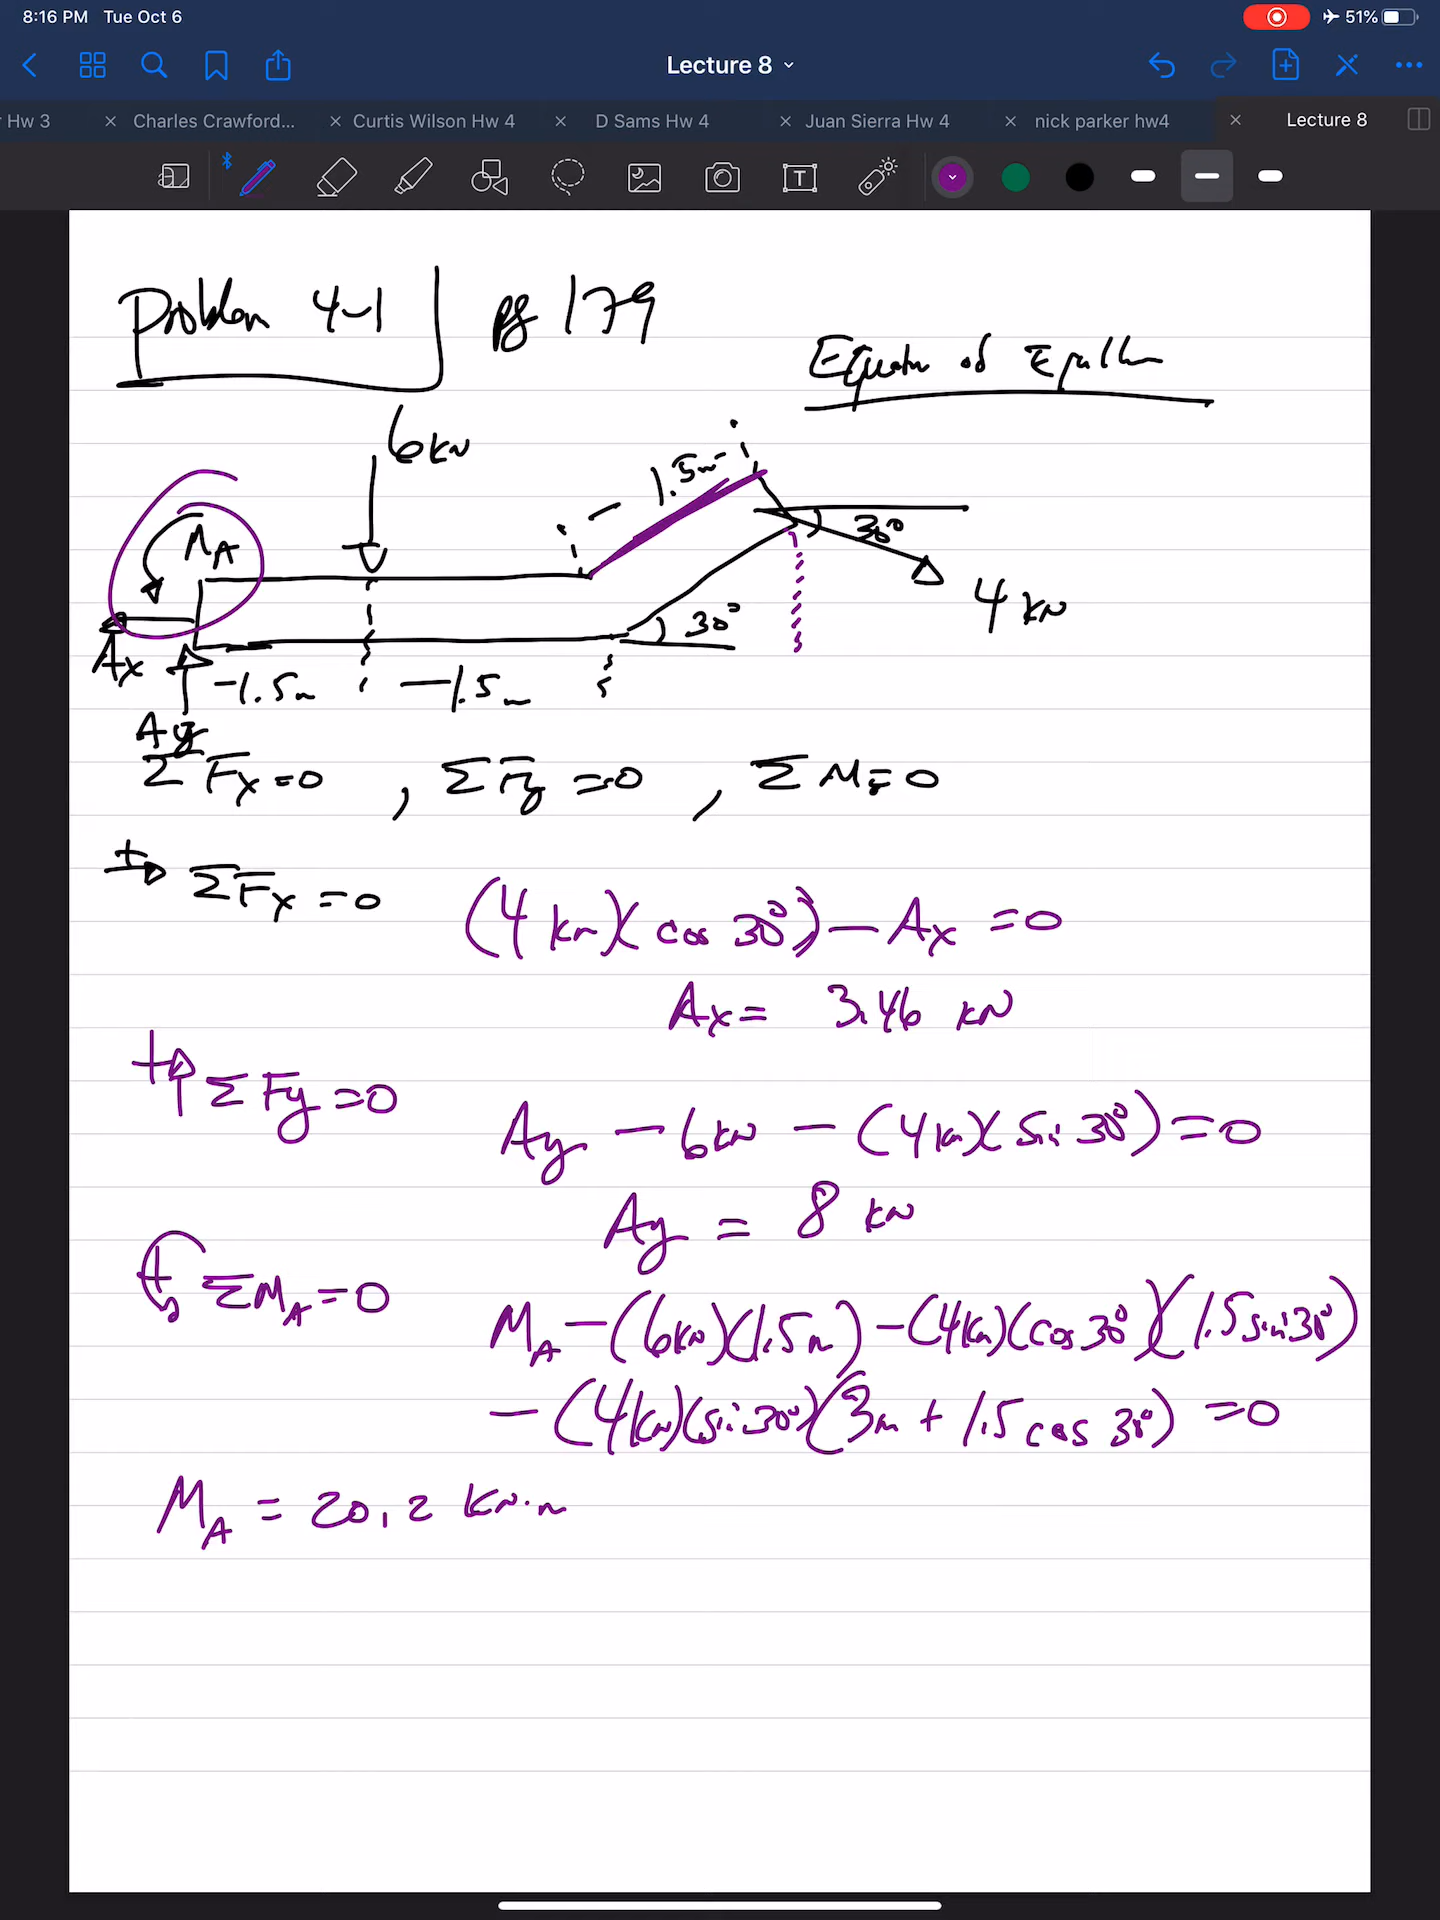 8:16 PM Tue Oct 6
51%
Lecture 8
Hw 3
Charles Crawford...
Curtis Wilson Hw 4
D Sams Hw 4
Juan Sierra Hw 4
nick parker hw4
Lecture 8
T
Problem 4-1 pg 179
Equation of
6 kN
1.5m
MA
30°
4 kN
30°
Ax
1.5m
1.5m
Ay
ΣFx=0 , ΣFy=0 , ΣM=0
+ ΣFx=0
(4 kN)(cos 30°) - Ax = 0
Ax = 3.46 kN
+ ΣFy=0
Ay - 6kN - (4kN)(sin 30°)=0
Ay = 8 kN
+ ΣMA=0
MA-(6kN)(1.5m)-(4kN)(cos 30°)(1.5 sin 30°)
- (4kN)(sin 30°)(3m + 1.5 cos 30°) =0
MA = 20.2 kN·m